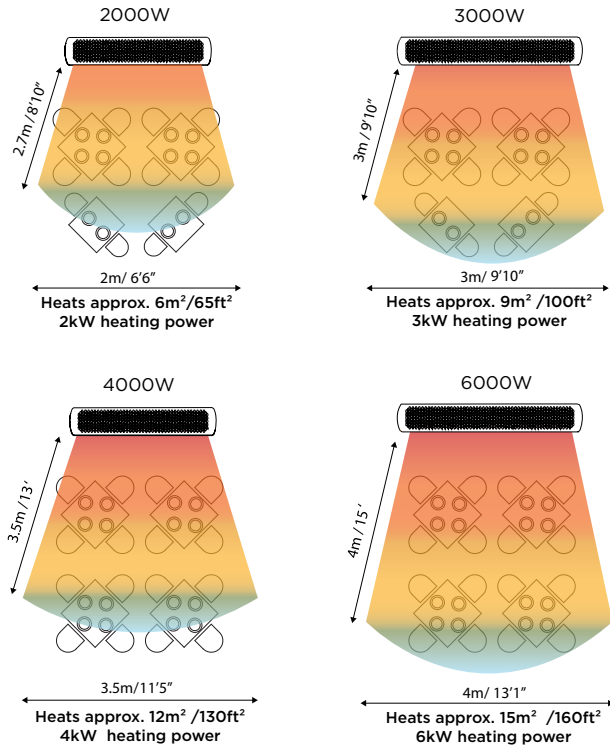 2000W
2.7m / 8'10"
2m/ 6'6"
Heats approx. 6m²/65ft²
2kW heating power
3000W
3m / 9'10"
3m/ 9'10"
Heats approx. 9m² /100ft²
3kW heating power
4000W
3.5m /13'
3.5m/11'5"
Heats approx. 12m² /130ft²
4kW heating power
6000W
4m / 15 '
4m/ 13'1"
Heats approx. 15m² /160ft²
6kW heating power